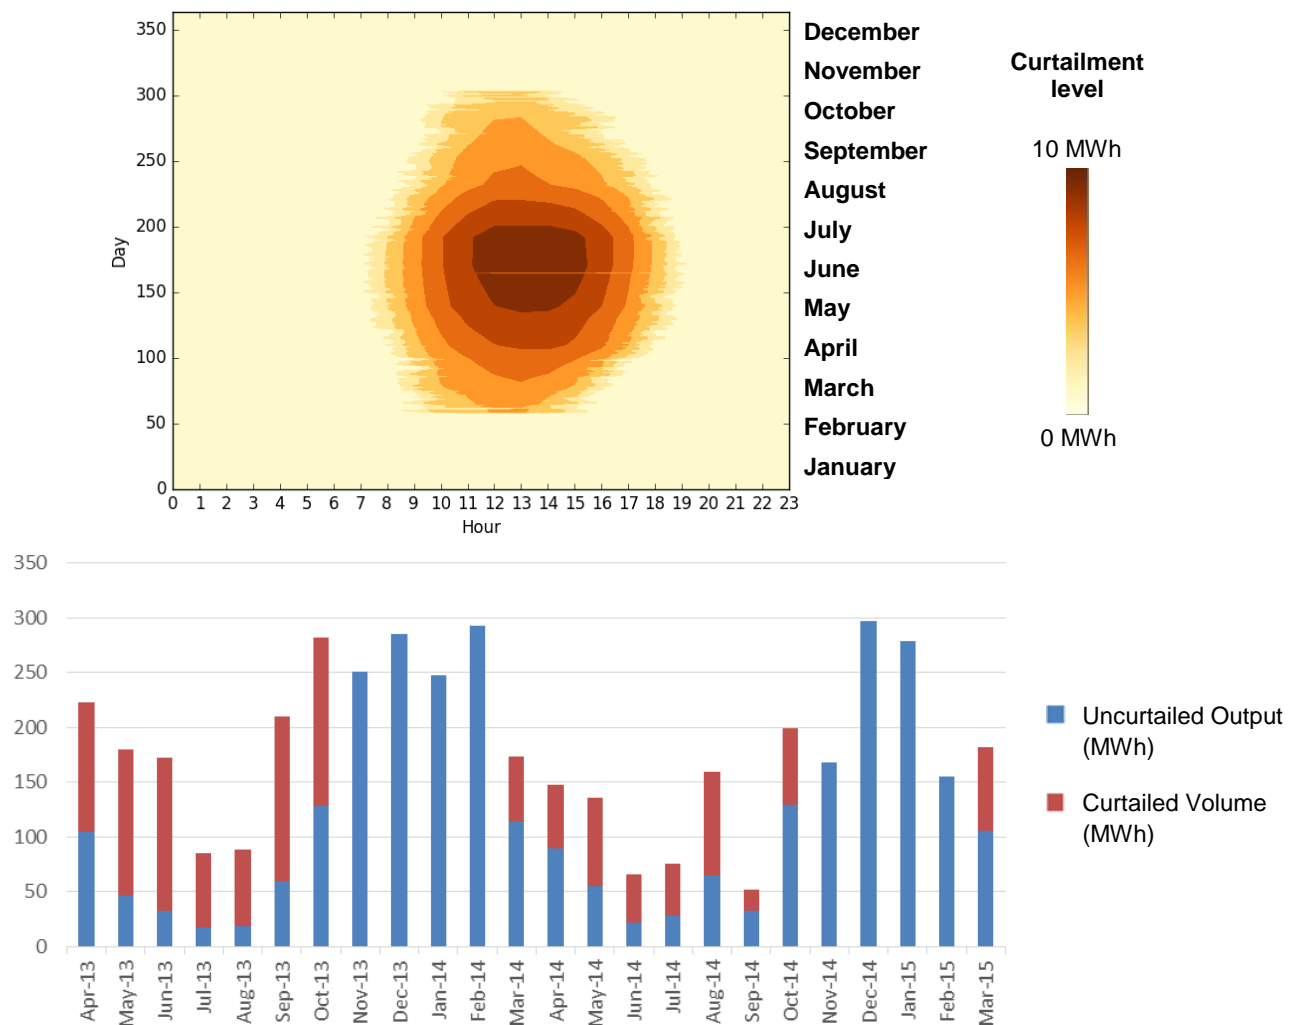 350
300
250
200
150
100
50
0
Day
0 1 2 3 4 5 6 7 8 9 10 11 12 13 14 15 16 17 18 19 20 21 22 23
Hour
December
November
October
September
August
July
June
May
April
March
February
January
Curtailment
level
10 MWh
0 MWh
350
300
250
200
150
100
50
0
Apr-13
May-13
Jun-13
Jul-13
Aug-13
Sep-13
Oct-13
Nov-13
Dec-13
Jan-14
Feb-14
Mar-14
Apr-14
May-14
Jun-14
Jul-14
Aug-14
Sep-14
Oct-14
Nov-14
Dec-14
Jan-15
Feb-15
Mar-15
Uncurtailed Output
(MWh)
Curtailed Volume
(MWh)